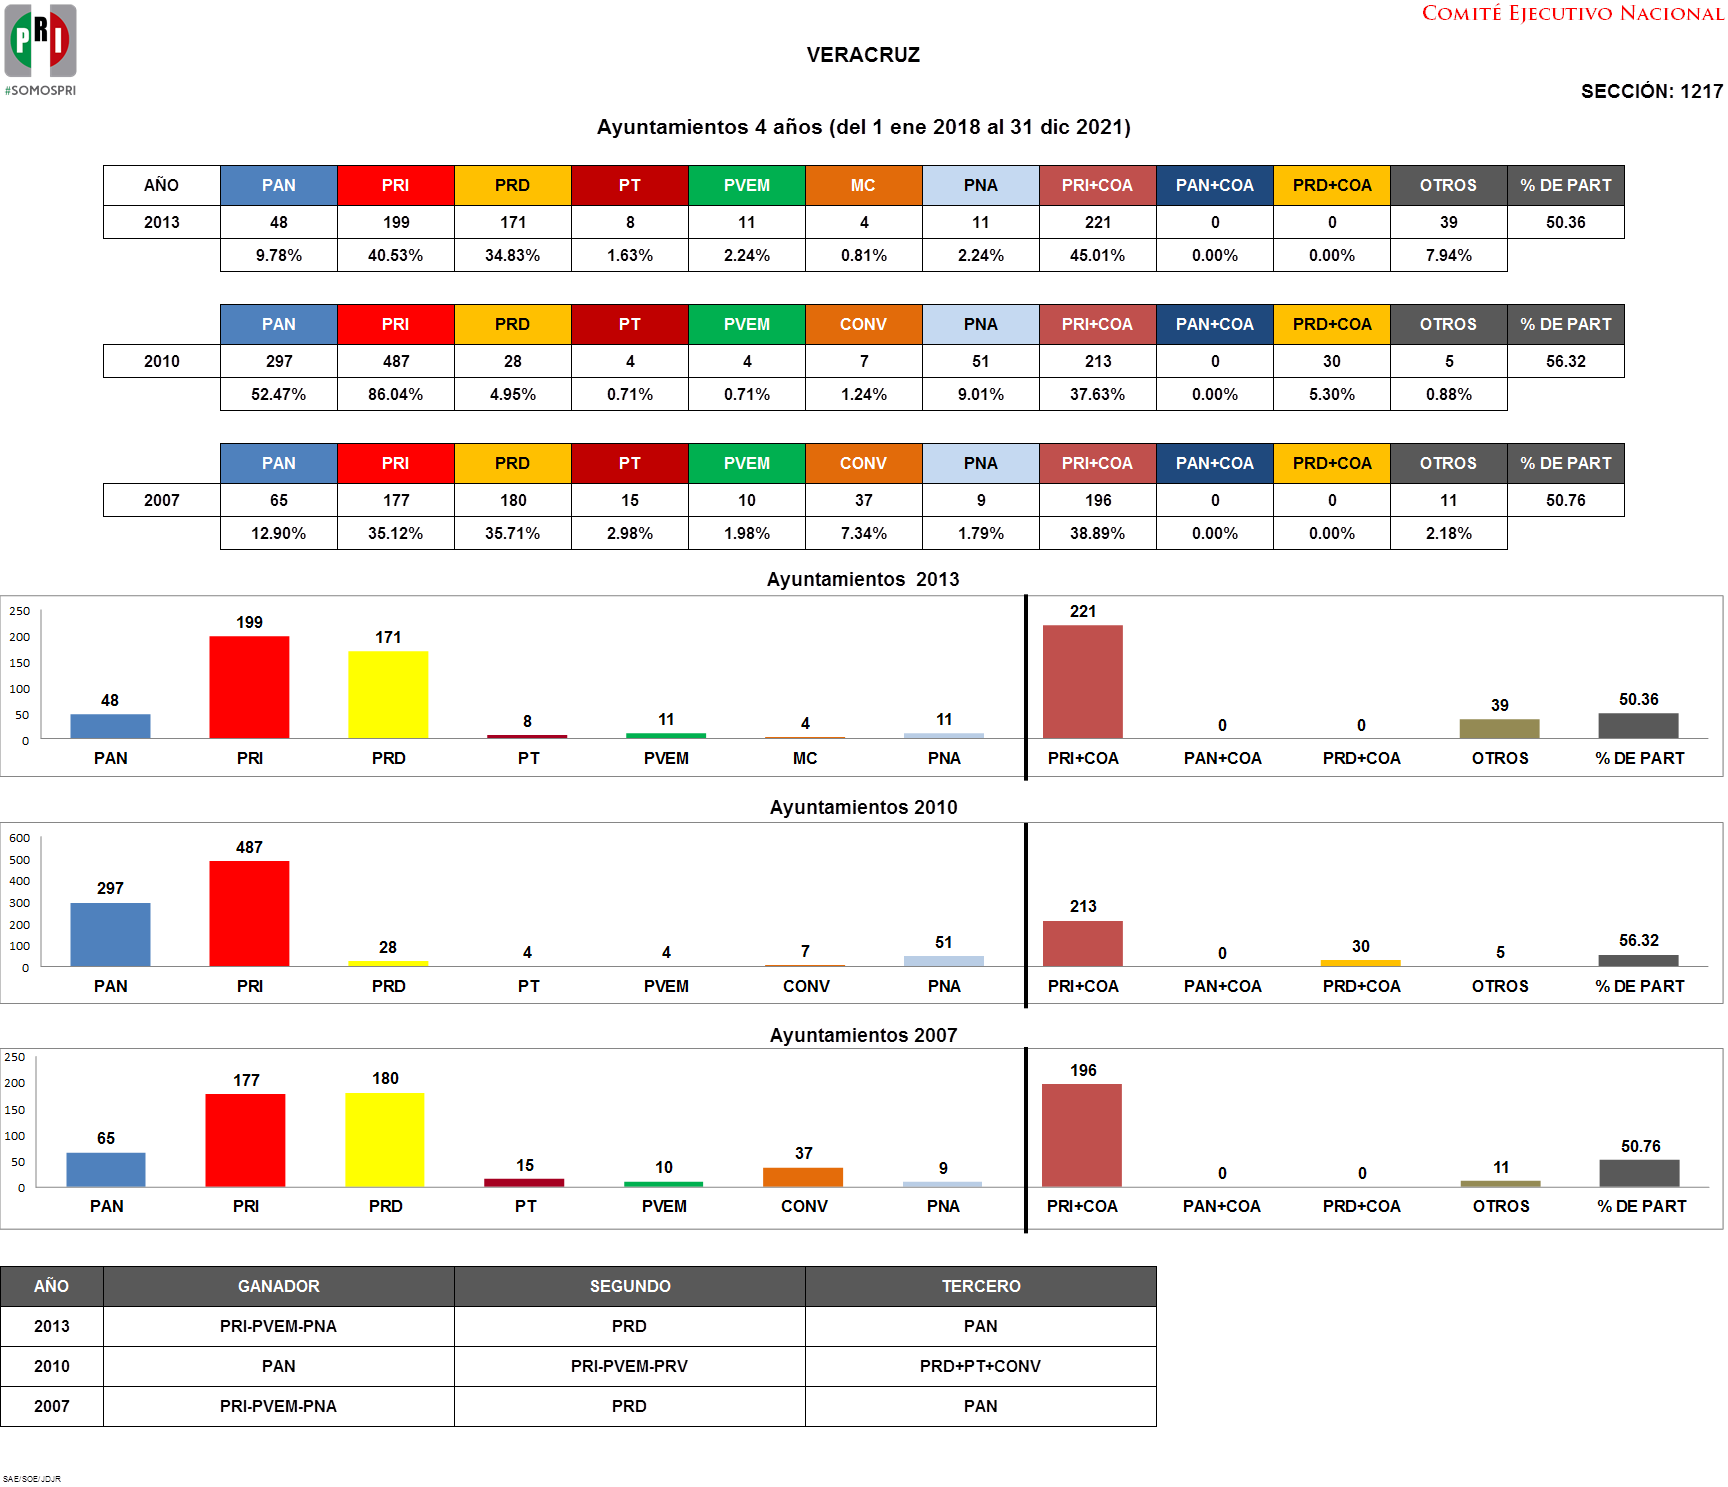 PRI
#SOMOSPRI
COMITÉ EJECUTIVO NACIONAL
VERACRUZ
SECCIÓN: 1217
Ayuntamientos 4 años (del 1 ene 2018 al 31 dic 2021)
AÑO PAN PRI PRD PT PVEM MC PNA PRI+COA PAN+COA PRD+COA OTROS % DE PART
2013 48 199 171 8 11 4 11 221 0 0 39 50.36
9.78% 40.53% 34.83% 1.63% 2.24% 0.81% 2.24% 45.01% 0.00% 0.00% 7.94%
PAN PRI PRD PT PVEM CONV PNA PRI+COA PAN+COA PRD+COA OTROS % DE PART
2010 297 487 28 4 4 7 51 213 0 30 5 56.32
52.47% 86.04% 4.95% 0.71% 0.71% 1.24% 9.01% 37.63% 0.00% 5.30% 0.88%
PAN PRI PRD PT PVEM CONV PNA PRI+COA PAN+COA PRD+COA OTROS % DE PART
2007 65 177 180 15 10 37 9 196 0 0 11 50.76
12.90% 35.12% 35.71% 2.98% 1.98% 7.34% 1.79% 38.89% 0.00% 0.00% 2.18%
Ayuntamientos 2013
250
200
150
100
50
0
48 199 171 8 11 4 11 221 0 0 39 50.36
PAN PRI PRD PT PVEM MC PNA PRI+COA PAN+COA PRD+COA OTROS % DE PART
Ayuntamientos 2010
600
500
400
300
200
100
0
297 487 28 4 4 7 51 213 0 30 5 56.32
PAN PRI PRD PT PVEM CONV PNA PRI+COA PAN+COA PRD+COA OTROS % DE PART
Ayuntamientos 2007
250
200
150
100
50
0
65 177 180 15 10 37 9 196 0 0 11 50.76
PAN PRI PRD PT PVEM CONV PNA PRI+COA PAN+COA PRD+COA OTROS % DE PART
AÑO GANADOR SEGUNDO TERCERO
2013 PRI-PVEM-PNA PRD PAN
2010 PAN PRI-PVEM-PRV PRD+PT+CONV
2007 PRI-PVEM-PNA PRD PAN
SAE/SOE/JDJR